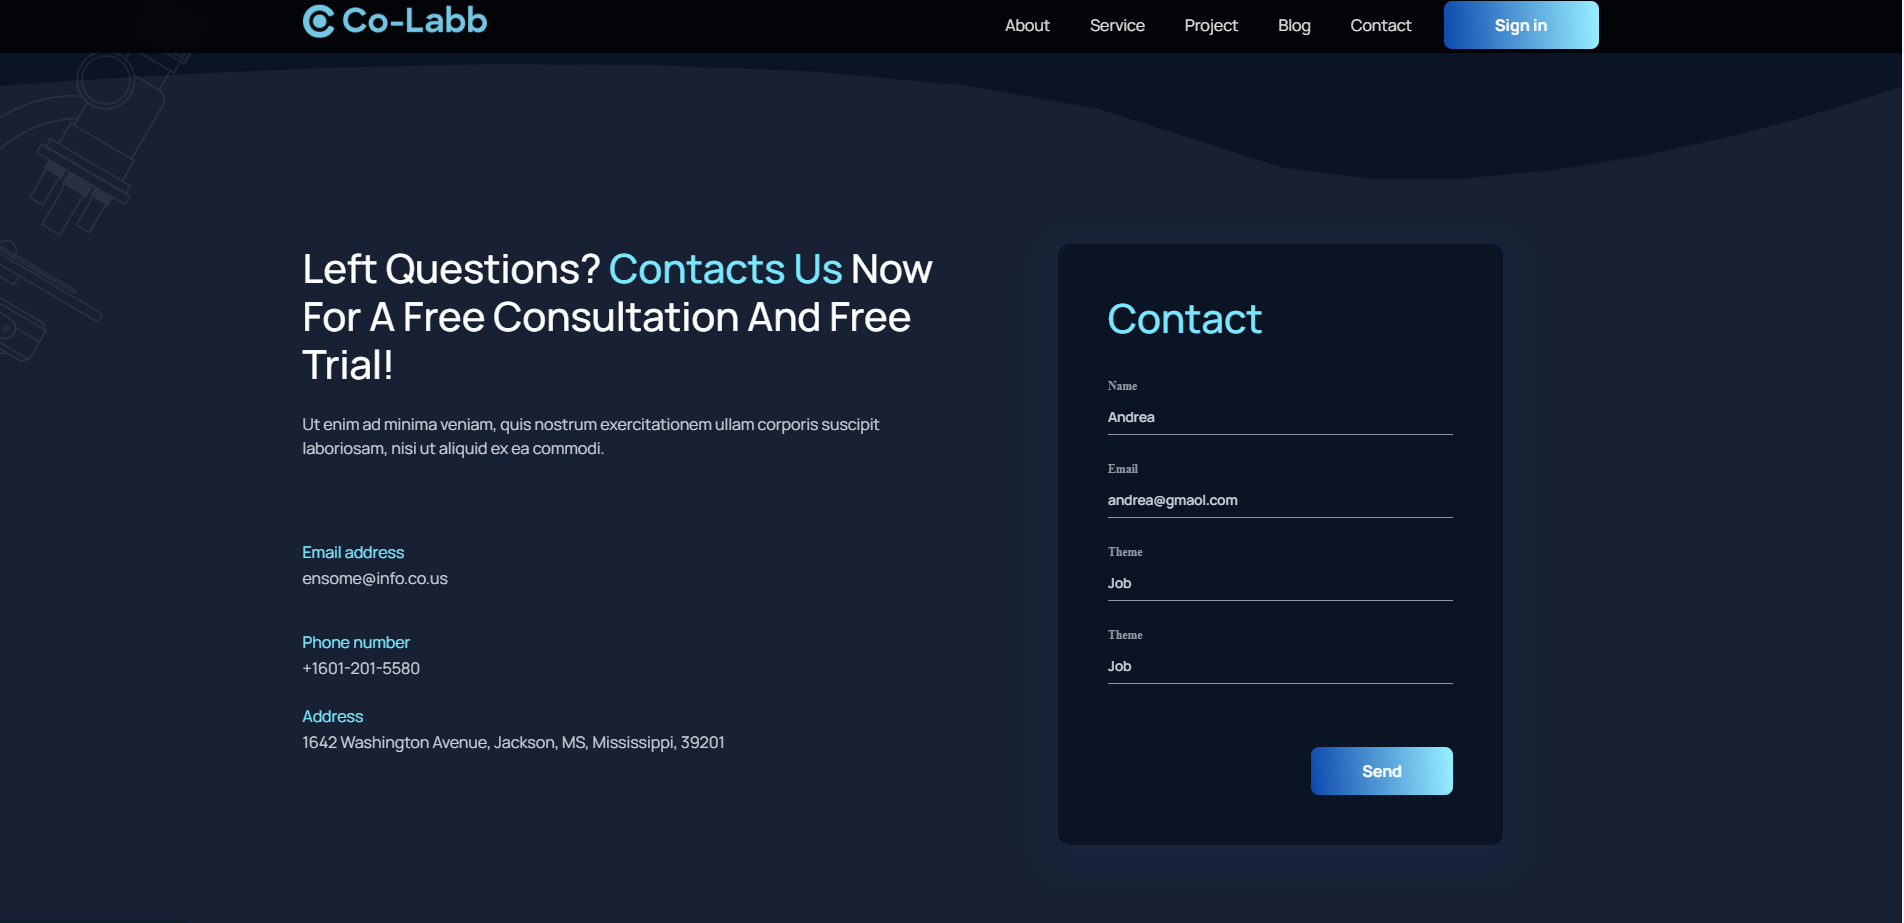 Co-Labb
About
Service
Project
Blog
Contact
Sign in
Left Questions? Contacts Us Now
For A Free Consultation And Free
Trial!
Ut enim ad minima veniam, quis nostrum exercitationem ullam corporis suscipit
laboriosam, nisi ut aliquid ex ea commodi.
Email address
ensome@info.co.us
Phone number
+1601-201-5580
Address
1642 Washington Avenue, Jackson, MS, Mississippi, 39201
Contact
Name
Andrea
Email
andrea@gmaol.com
Theme
Job
Theme
Job
Send